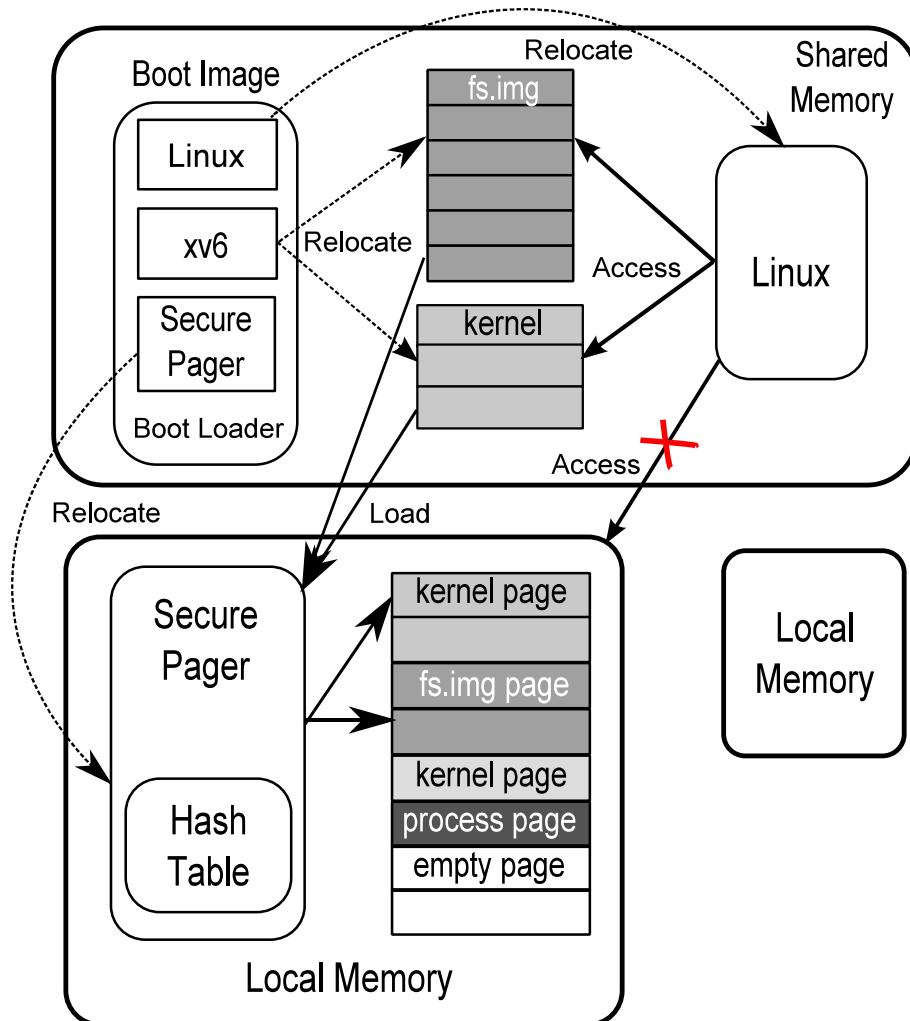 Relocate
Shared
Memory
Boot Image
fs.img
Linux
xv6
Relocate
Access
Linux
Secure
Pager
kernel
Boot Loader
Access
Relocate
Load
Secure
Pager
kernel page
fs.img page
kernel page
process page
empty page
Hash
Table
Local Memory
Local
Memory